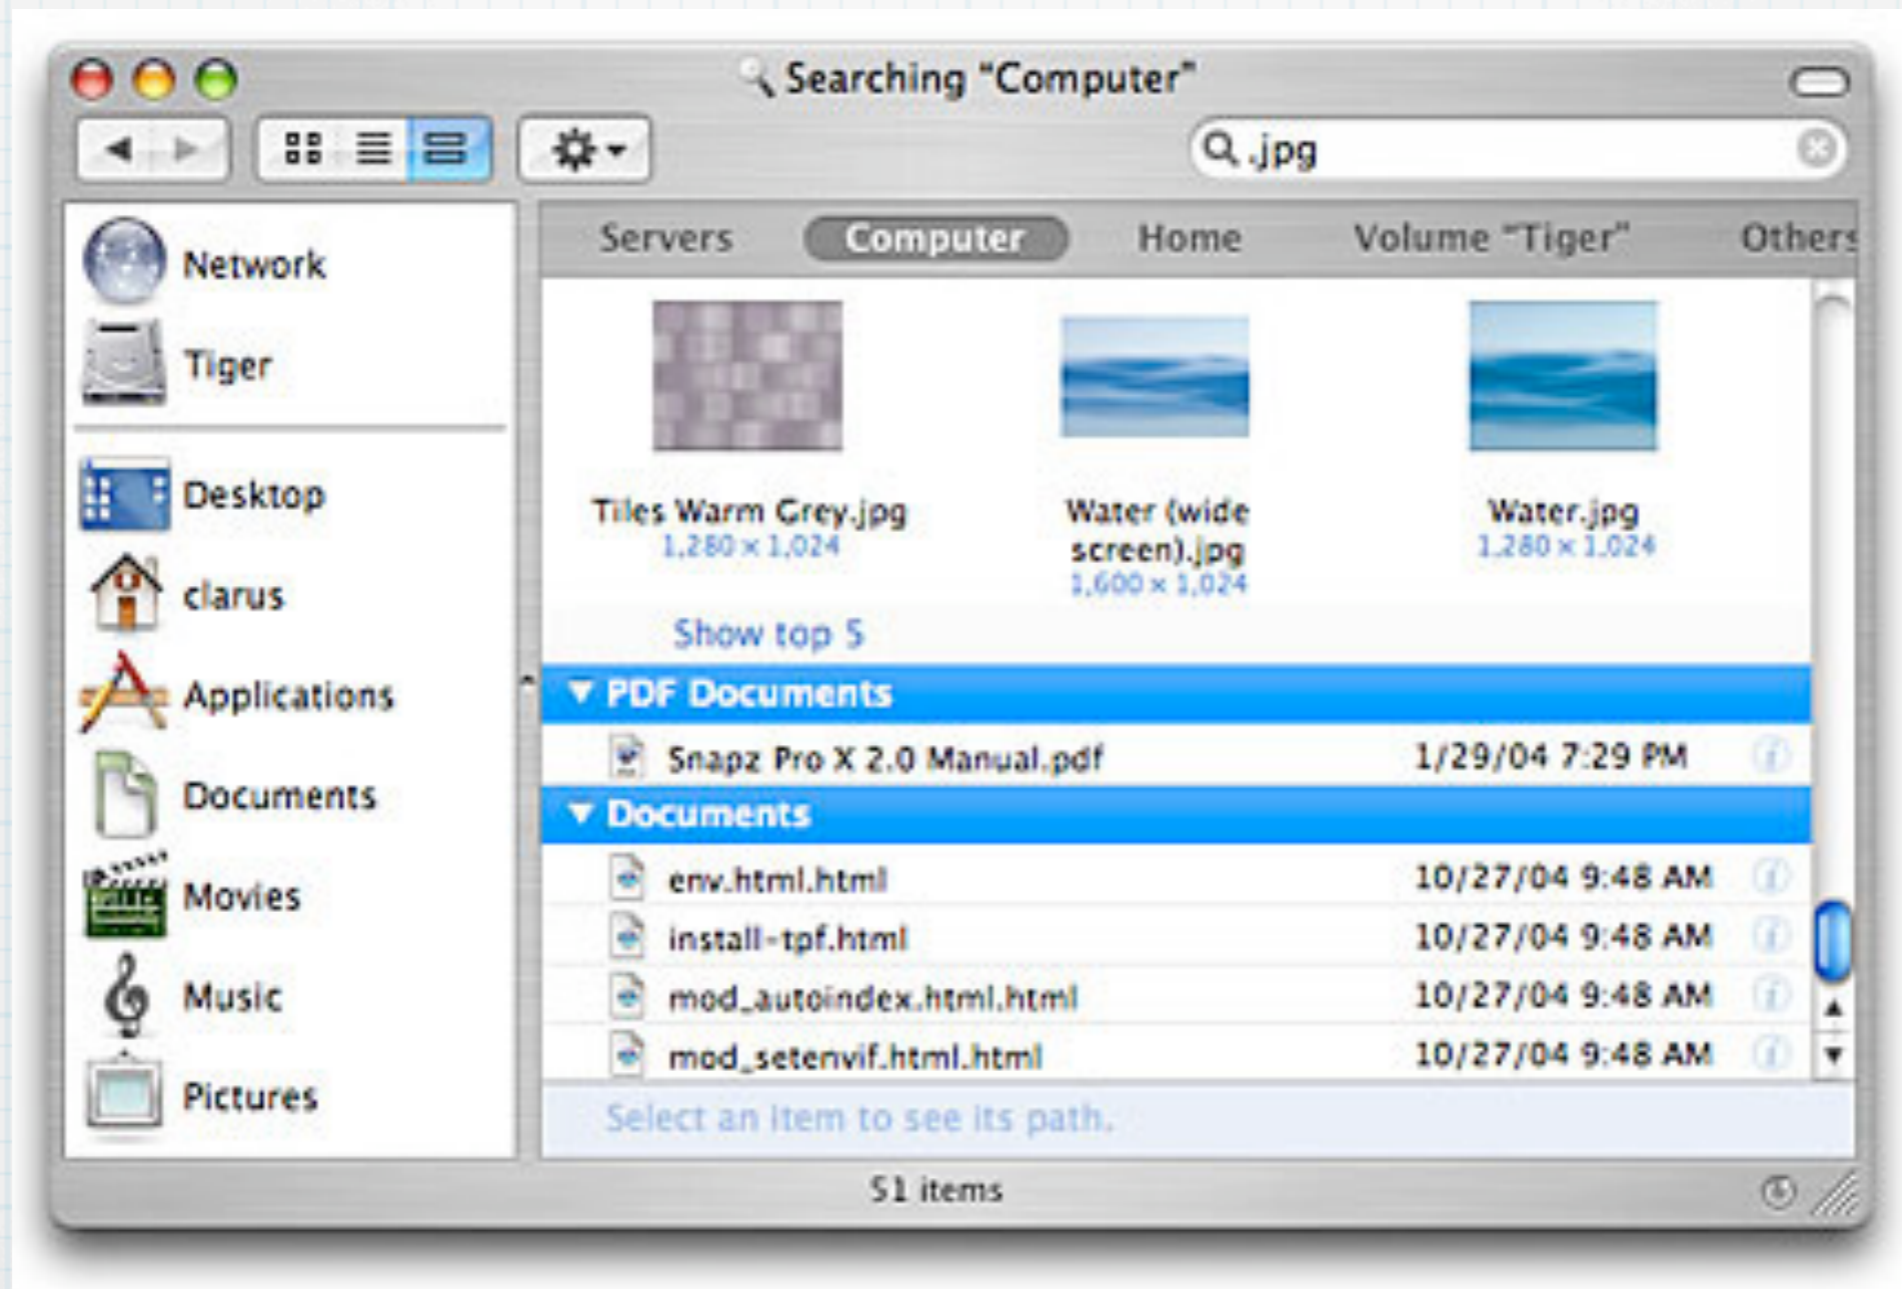 Searching "Computer"
.jpg
Network
Tiger
Desktop
clarus
Applications
Documents
Movies
Music
Pictures
Servers Computer Home Volume "Tiger" Others
Tiles Warm Grey.jpg
1,280 x 1,024
Water (wide
screen).jpg
1,600 x 1,024
Water.jpg
1,280 x 1,024
Show top 5
PDF Documents
Snapz Pro X 2.0 Manual.pdf 1/29/04 7:29 PM
Documents
env.html.html 10/27/04 9:48 AM
install-tpf.html 10/27/04 9:48 AM
mod_autoindex.html.html 10/27/04 9:48 AM
mod_setenvif.html.html 10/27/04 9:48 AM
Select an item to see its path.
51 items